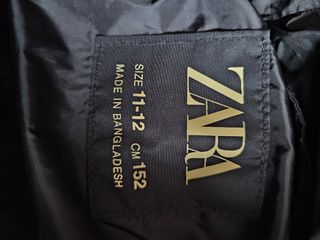 ZARA
SIZE 11-12 CM 152
MADE IN BANGLADESH